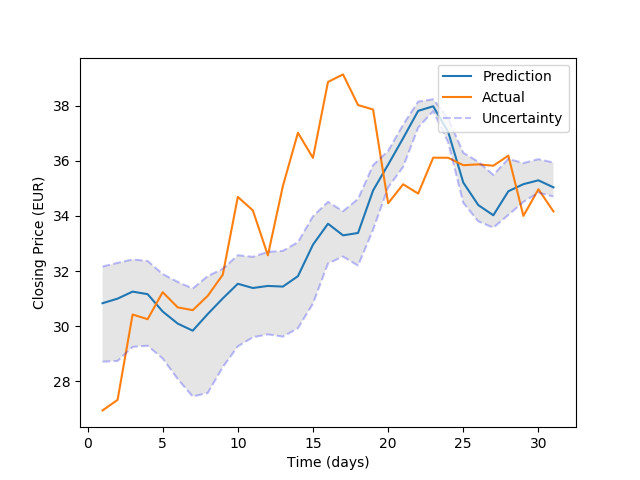 Prediction
Actual
Uncertainty
38
36
34
32
30
28
Closing Price (EUR)
0 5 10 15 20 25 30
Time (days)